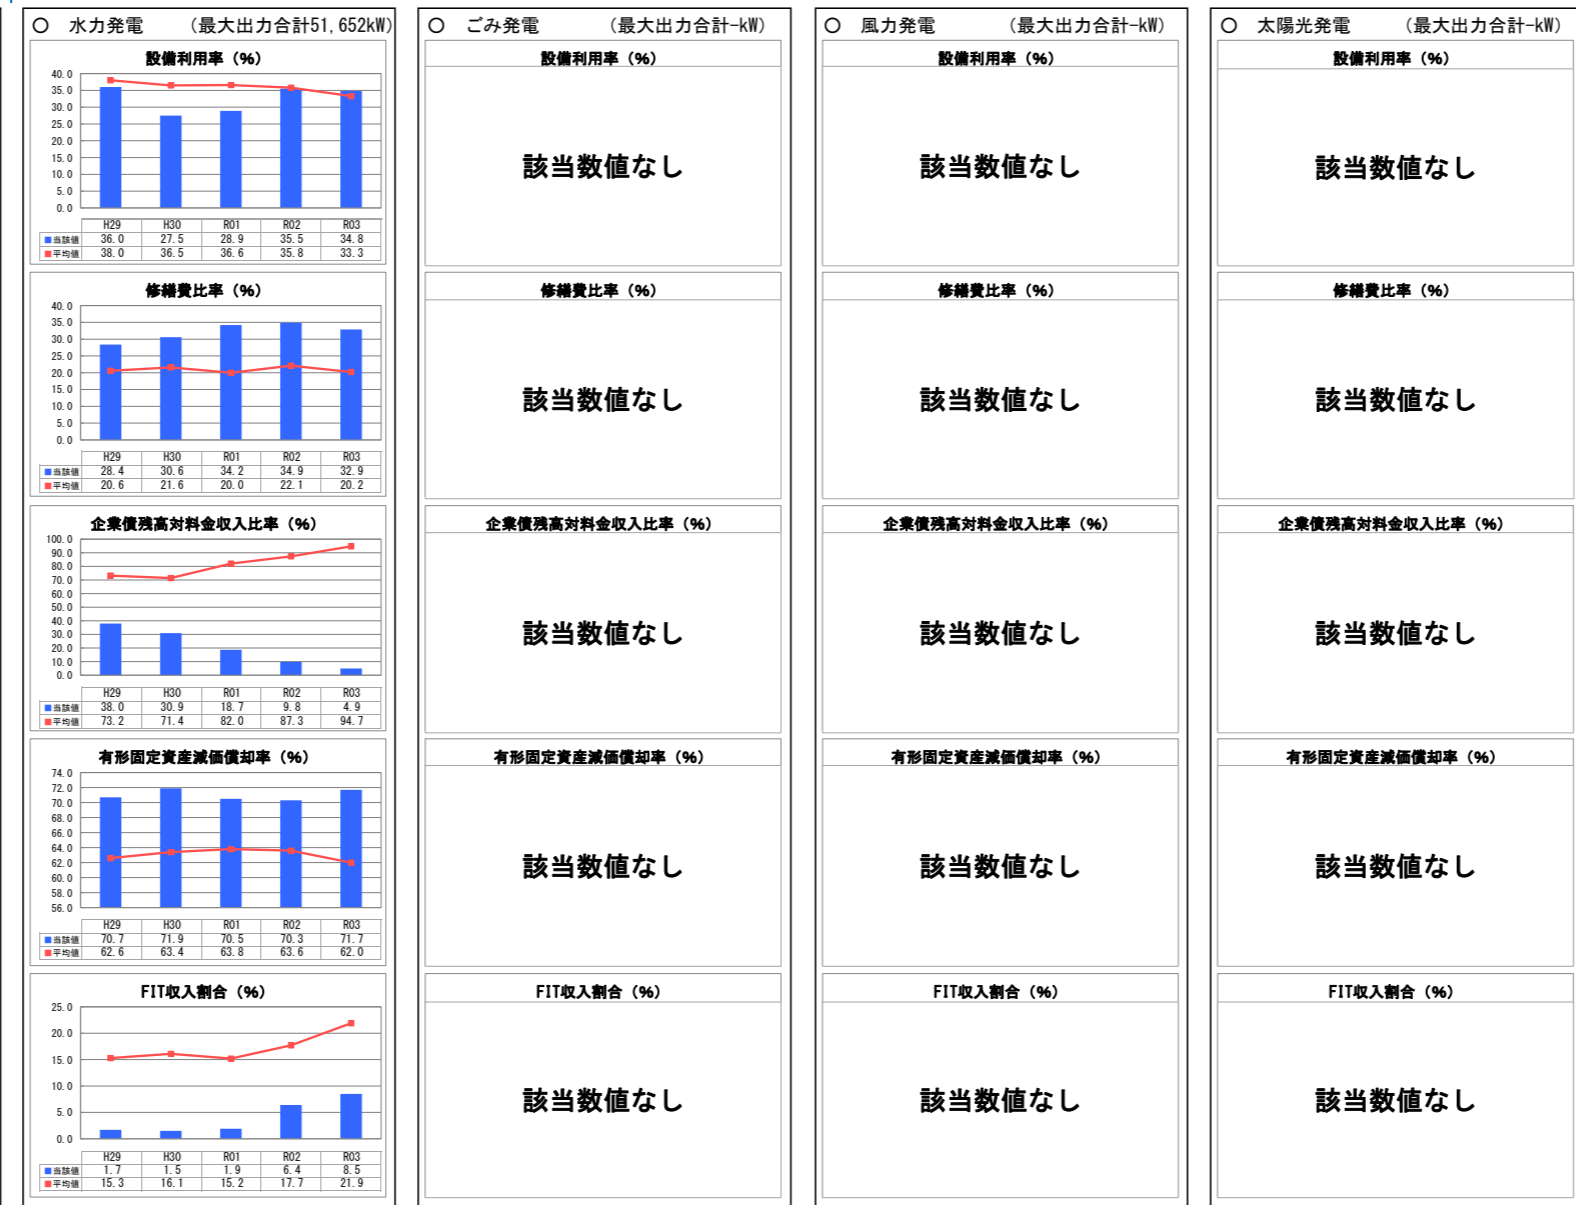 ○ 水力発電 （最大出力合計51,652kW）
設備利用率（%）
40.0
35.0
30.0
25.0
20.0
15.0
10.0
5.0
0.0
H29 H30 R01 R02 R03
■当該値 36.0 27.5 28.9 35.5 34.8
■平均値 38.0 36.5 36.6 35.8 33.3
修繕費比率（%）
40.0
35.0
30.0
25.0
20.0
15.0
10.0
5.0
0.0
H29 H30 R01 R02 R03
■当該値 28.4 30.6 34.2 34.9 32.9
■平均値 20.6 21.6 20.0 22.1 20.2
企業債残高対料金収入比率（%）
100.0
90.0
80.0
70.0
60.0
50.0
40.0
30.0
20.0
10.0
0.0
H29 H30 R01 R02 R03
■当該値 38.0 30.9 18.7 9.8 4.9
■平均値 73.2 71.4 82.0 87.3 94.7
有形固定資産減価償却率（%）
74.0
72.0
70.0
68.0
66.0
64.0
62.0
60.0
58.0
56.0
H29 H30 R01 R02 R03
■当該値 70.7 71.9 70.5 70.3 71.7
■平均値 62.6 63.4 63.8 63.6 62.0
FIT収入割合（%）
25.0
20.0
15.0
10.0
5.0
0.0
H29 H30 R01 R02 R03
■当該値 1.7 1.5 1.9 6.4 8.5
■平均値 15.3 16.1 15.2 17.7 21.9
○ ごみ発電 （最大出力合計-kW）
設備利用率（%）
該当数値なし
修繕費比率（%）
該当数値なし
企業債残高対料金収入比率（%）
該当数値なし
有形固定資産減価償却率（%）
該当数値なし
FIT収入割合（%）
該当数値なし
○ 風力発電 （最大出力合計-kW）
設備利用率（%）
該当数値なし
修繕費比率（%）
該当数値なし
企業債残高対料金収入比率（%）
該当数値なし
有形固定資産減価償却率（%）
該当数値なし
FIT収入割合（%）
該当数値なし
○ 太陽光発電 （最大出力合計-kW）
設備利用率（%）
該当数値なし
修繕費比率（%）
該当数値なし
企業債残高対料金収入比率（%）
該当数値なし
有形固定資産減価償却率（%）
該当数値なし
FIT収入割合（%）
該当数値なし